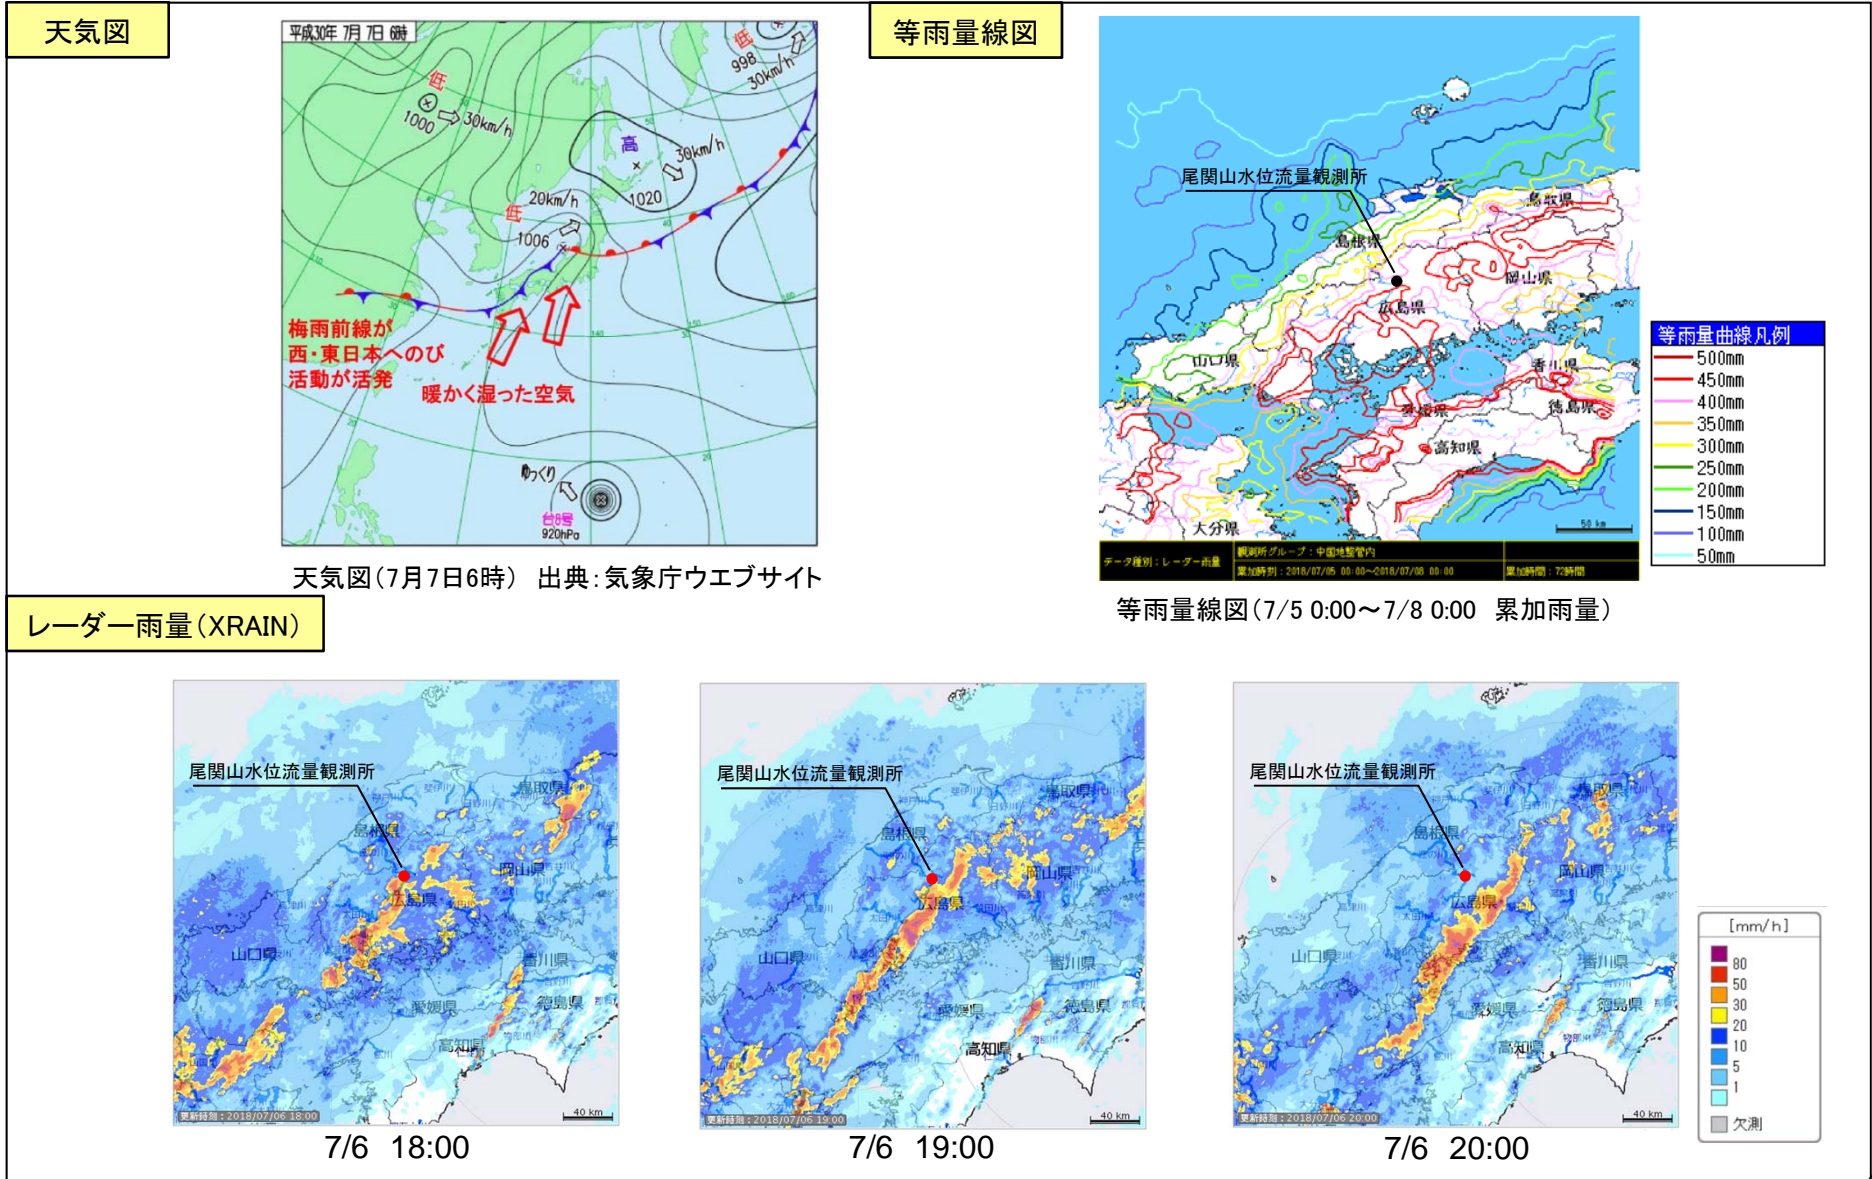 天気図
平成30年 7月 7日 6時
低
1000
30km/h
低
998
30km/h
高
1020
30km/h
20km/h
低
1006
梅雨前線が
西・東日本へのび
活動が活発
暖かく湿った空気
ゆっくり
台8号
920hPa
天気図(7月7日6時) 出典:気象庁ウエブサイト
等雨量線図
尾関山水位流量観測所
鳥取県
島根県
岡山県
広島県
山口県
香川県
愛媛県
徳島県
高知県
大分県
50 km
データ種別:レーダー雨量
観測所グループ:中国地整管内
累加時刻:2018/07/05 00:00~2018/07/08 00:00
累加時間:72時間
等雨量曲線凡例
500mm
450mm
400mm
350mm
300mm
250mm
200mm
150mm
100mm
50mm
等雨量線図(7/5 0:00~7/8 0:00 累加雨量)
レーダー雨量(XRAIN)
尾関山水位流量観測所
鳥取県
島根県
岡山県
広島県
山口県
香川県
愛媛県
徳島県
高知県
更新時刻:2018/07/06 18:00
40 km
7/6 18:00
尾関山水位流量観測所
鳥取県
島根県
岡山県
広島県
山口県
香川県
愛媛県
徳島県
高知県
更新時刻:2018/07/06 19:00
40 km
7/6 19:00
尾関山水位流量観測所
鳥取県
島根県
岡山県
広島県
山口県
香川県
愛媛県
徳島県
高知県
更新時刻:2018/07/06 20:00
40 km
7/6 20:00
[mm/h]
80
50
30
20
10
5
1
欠測